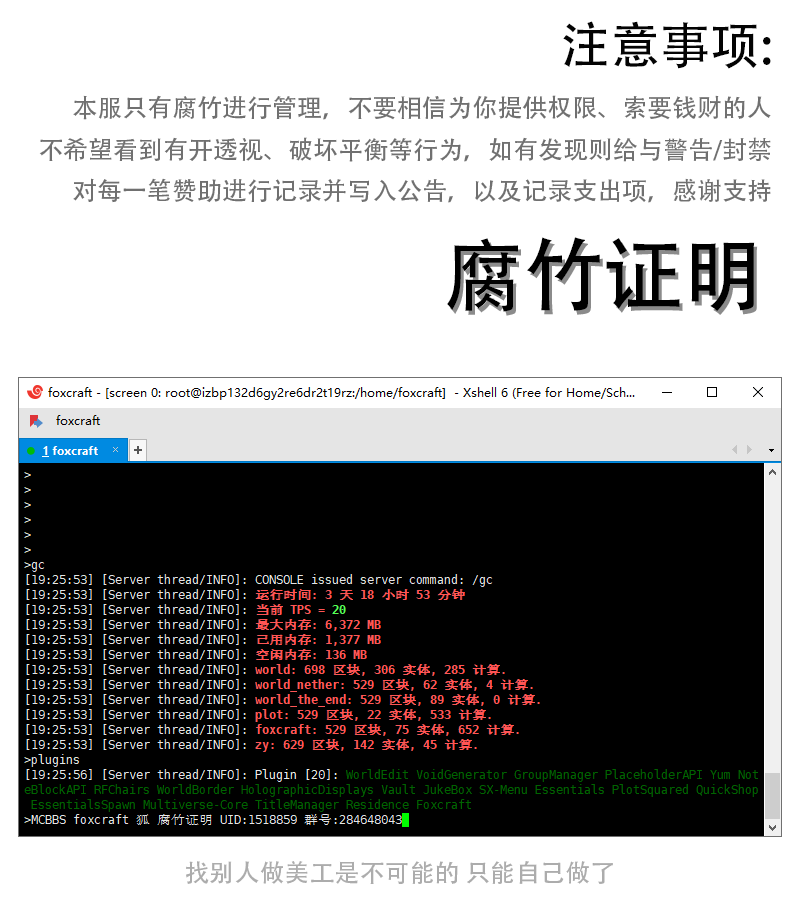 注意事项:
本服只有腐竹进行管理，不要相信为你提供权限、索要钱财的人
不希望看到有开透视、破坏平衡等行为，如有发现则给与警告/封禁
对每一笔赞助进行记录并写入公告，以及记录支出项，感谢支持
腐竹证明
foxcraft - [screen 0: root@izbp132d6gy2re6dr2t19rz:/home/foxcraft] - Xshell 6 (Free for Home/Sch...
foxcraft
1 foxcraft × +
>
>
>
>
>
>
>gc
[19:25:53] [Server thread/INFO]: CONSOLE issued server command: /gc
[19:25:53] [Server thread/INFO]: 运行时间: 3 天 18 小时 53 分钟
[19:25:53] [Server thread/INFO]: 当前 TPS = 20
[19:25:53] [Server thread/INFO]: 最大内存: 6,372 MB
[19:25:53] [Server thread/INFO]: 已用内存: 1,377 MB
[19:25:53] [Server thread/INFO]: 空闲内存: 136 MB
[19:25:53] [Server thread/INFO]: world: 698 区块, 306 实体, 285 计算.
[19:25:53] [Server thread/INFO]: world_nether: 529 区块, 62 实体, 4 计算.
[19:25:53] [Server thread/INFO]: world_the_end: 529 区块, 89 实体, 0 计算.
[19:25:53] [Server thread/INFO]: plot: 529 区块, 22 实体, 533 计算.
[19:25:53] [Server thread/INFO]: foxcraft: 529 区块, 75 实体, 652 计算.
[19:25:53] [Server thread/INFO]: zy: 629 区块, 142 实体, 45 计算.
>plugins
[19:25:56] [Server thread/INFO]: Plugin [20]: WorldEdit VoidGenerator GroupManager PlaceholderAPI Yum Not
eBlockAPI RFChairs WorldBorder HolographicDisplays Vault JukeBox SX-Menu Essentials PlotSquared QuickShop
EssentialsSpawn Multiverse-Core TitleManager Residence Foxcraft
>MCBBS foxcraft 狐 腐竹证明 UID:1518859 群号:284648043
找别人做美工是不可能的 只能自己做了